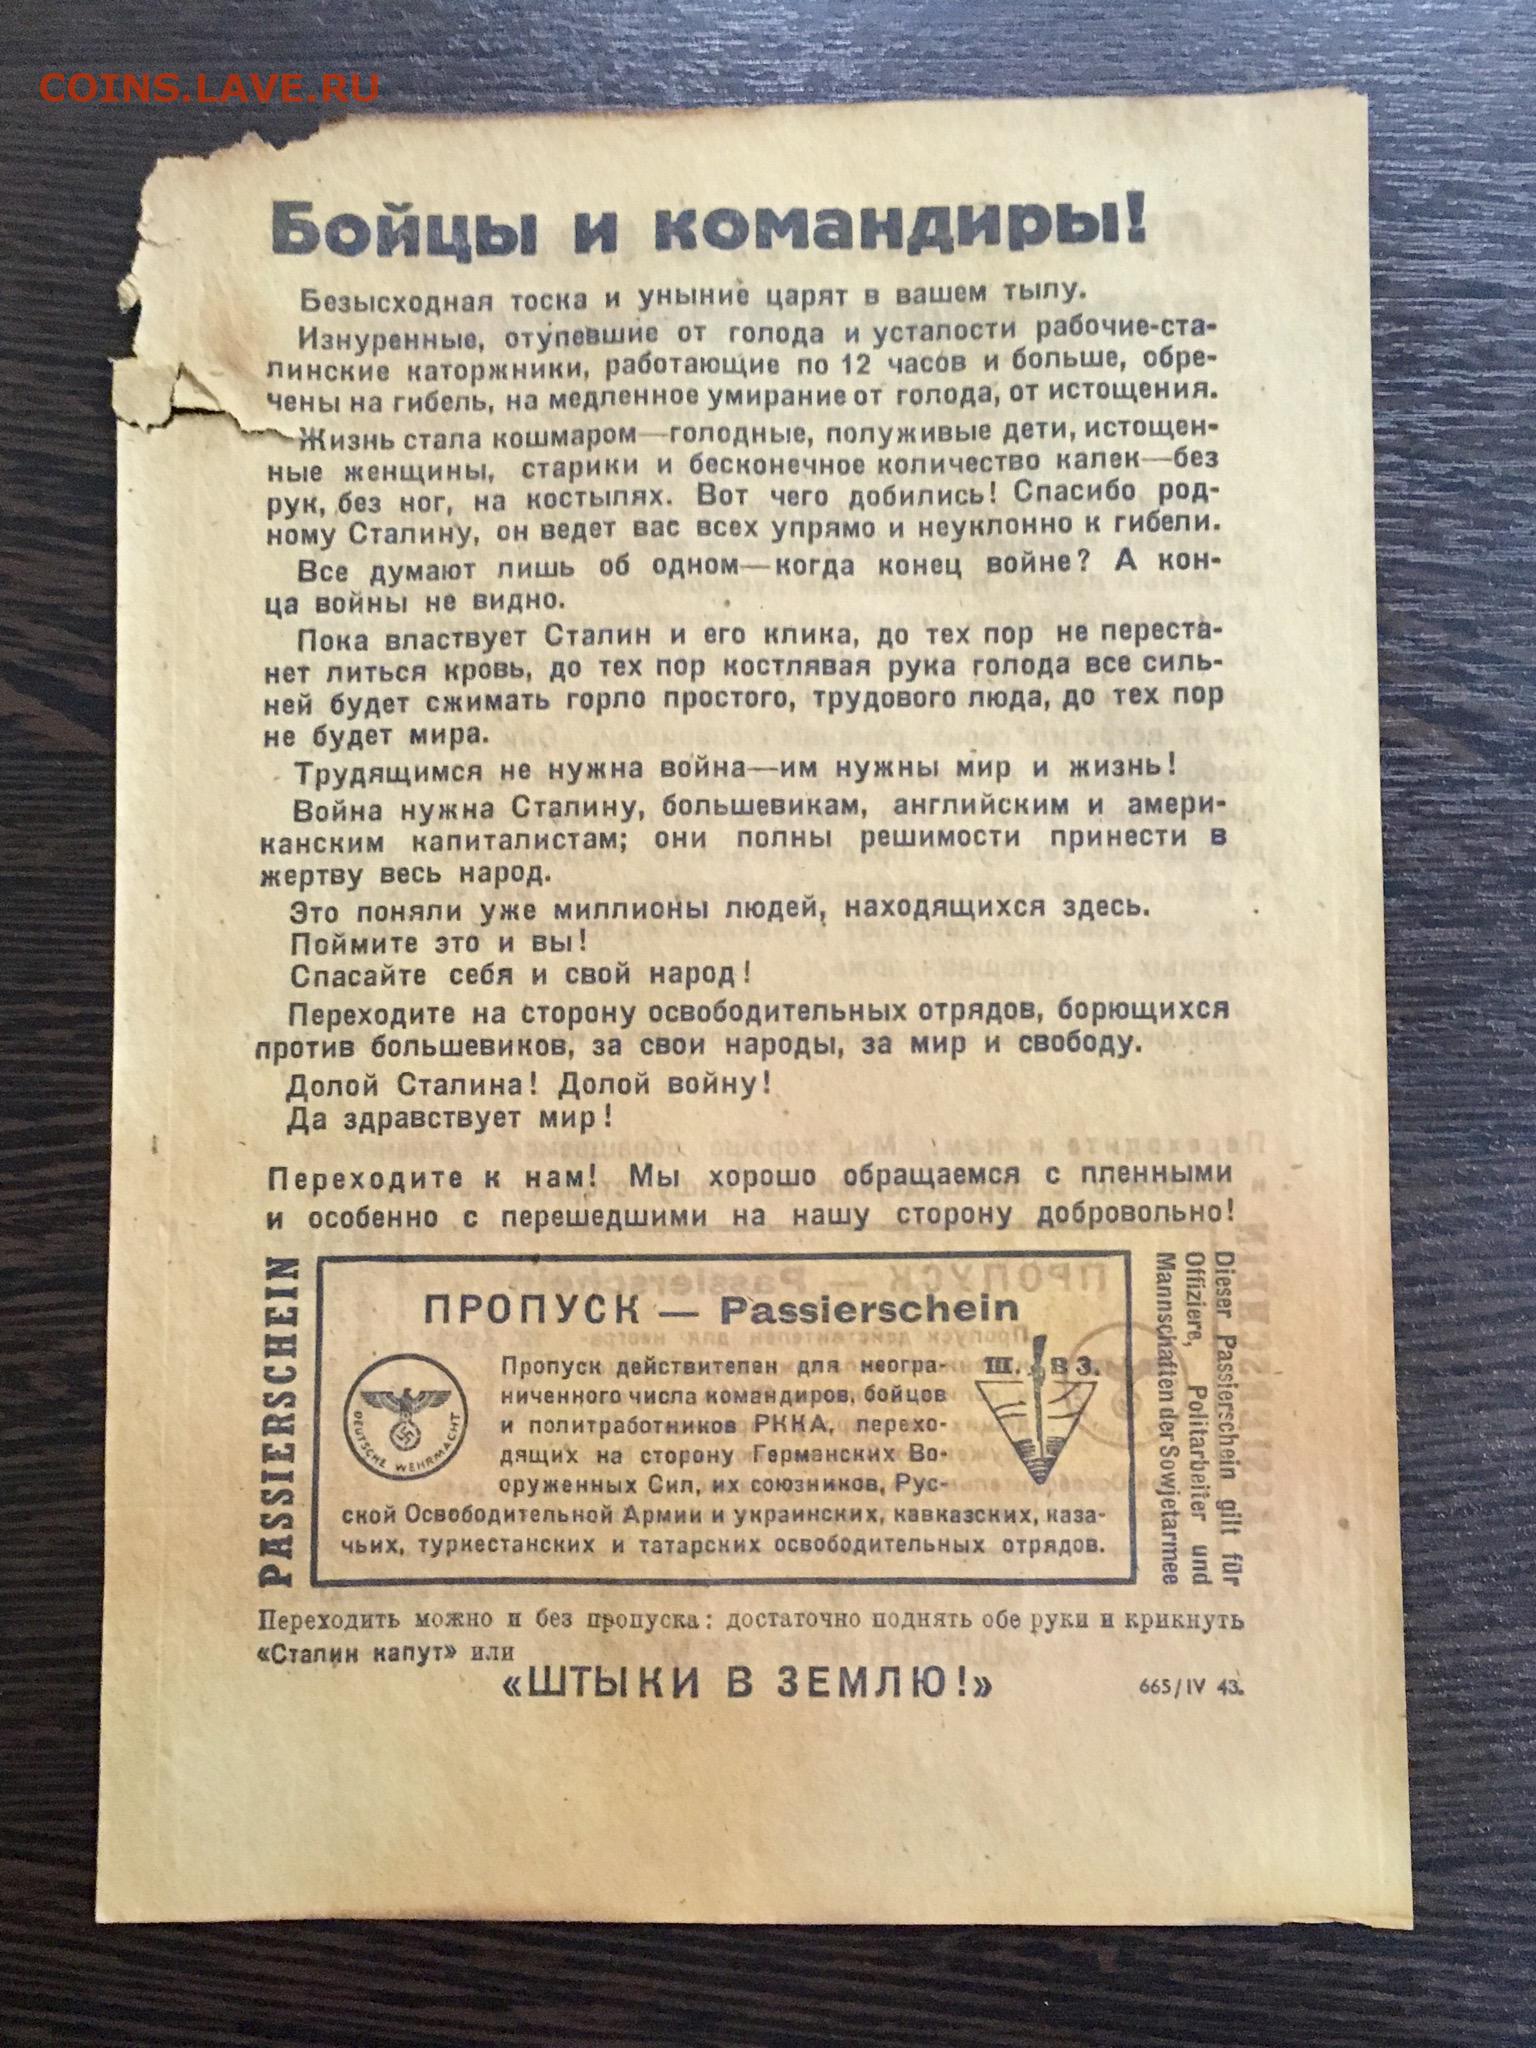 COINS.LAVE.RU
Бойцы и командиры!
Безысходная тоска и уныние царят в вашем тылу.
Изнуренные, отупевшие от голода и усталости рабочие-ста-
линские каторжники, работающие по 12 часов и больше, обре-
чены на гибель, на медленное умирание от голода, от истощения.
Жизнь стала кошмаром—голодные, полуживые дети, истощен-
ные женщины, старики и бесконечное количество калек—без
рук, без ног, на костылях. Вот чего добились! Спасибо род-
ному Сталину, он ведет вас всех упрямо и неуклонно к гибели.
Все думают лишь об одном—когда конец войне? А кон-
ца войны не видно.
Пока властвует Сталин и его клика, до тех пор не переста-
нет литься кровь, до тех пор костлявая рука голода все силь-
ней будет сжимать горло простого, трудового люда, до тех пор
не будет мира.
Трудящимся не нужна война—им нужны мир и жизнь!
Война нужна Сталину, большевикам, английским и амери-
канским капиталистам; они полны решимости принести в
жертву весь народ.
Это поняли уже миллионы людей, находящихся здесь.
Поймите это и вы!
Спасайте себя и свой народ!
Переходите на сторону освободительных отрядов, борющихся
против большевиков, за свои народы, за мир и свободу.
Долой Сталина! Долой войну!
Да здравствует мир!
Переходите к нам! Мы хорошо обращаемся с пленными
и особенно с перешедшими на нашу сторону добровольно!
PASSIERSCHEIN
ПРОПУСК — Passierschein
DEUTSCHE WEHRMACHT
Пропуск действителен для неогра-
ниченного числа командиров, бойцов
и политработников РККА, перехо-
дящих на сторону Германских Во-
оруженных Сил, их союзников, Рус-
ской Освободительной Армии и украинских, кавказских, каза-
чьих, туркестанских и татарских освободительных отрядов.
Ш. В З.
Dieser Passierschein gilt für
Offiziere, Politarbeiter und
Mannschaften der Sowjetarmee
Переходить можно и без пропуска: достаточно поднять обе руки и крикнуть
«Сталин капут» или
«ШТЫКИ В ЗЕМЛЮ!»
665/IV 43.